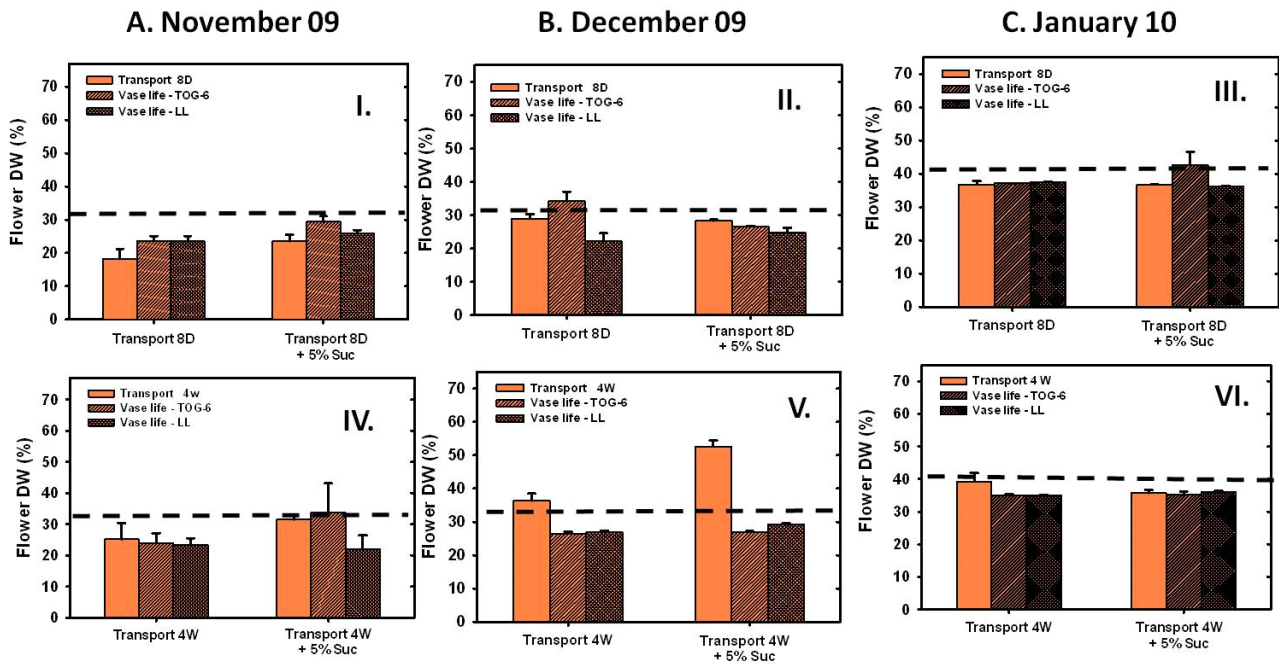 A. November 09
B. December 09
C. January 10
Flower DW (%)
70
60
50
40
30
20
10
0
Transport 8D
Vase life - TOG-6
Vase life - LL
I.
Transport 8D
Transport 8D
+ 5% Suc
Flower DW (%)
70
60
50
40
30
20
10
0
Transport 8D
Vase life - TOG-6
Vase life - LL
II.
Transport 8D
Transport 8D
+ 5% Suc
Flower DW (%)
70
60
50
40
30
20
10
0
Transport 8D
Vase life - TOG-6
Vase life - LL
III.
Transport 8D
Transport 8D
+ 5% Suc
Flower DW (%)
70
60
50
40
30
20
10
0
Transport 4w
Vase life - TOG-6
Vase life - LL
IV.
Transport 4W
Transport 4W
+ 5% Suc
Flower DW (%)
70
60
50
40
30
20
10
0
Transport 4W
Vase life - TOG-6
Vase life - LL
V.
Transport 4W
Transport 4W
+ 5% Suc
Flower DW (%)
70
60
50
40
30
20
10
0
Transport 4 W
Vase life - TOG-6
Vase life - LL
VI.
Transport 4W
Transport 4W
+ 5% Suc